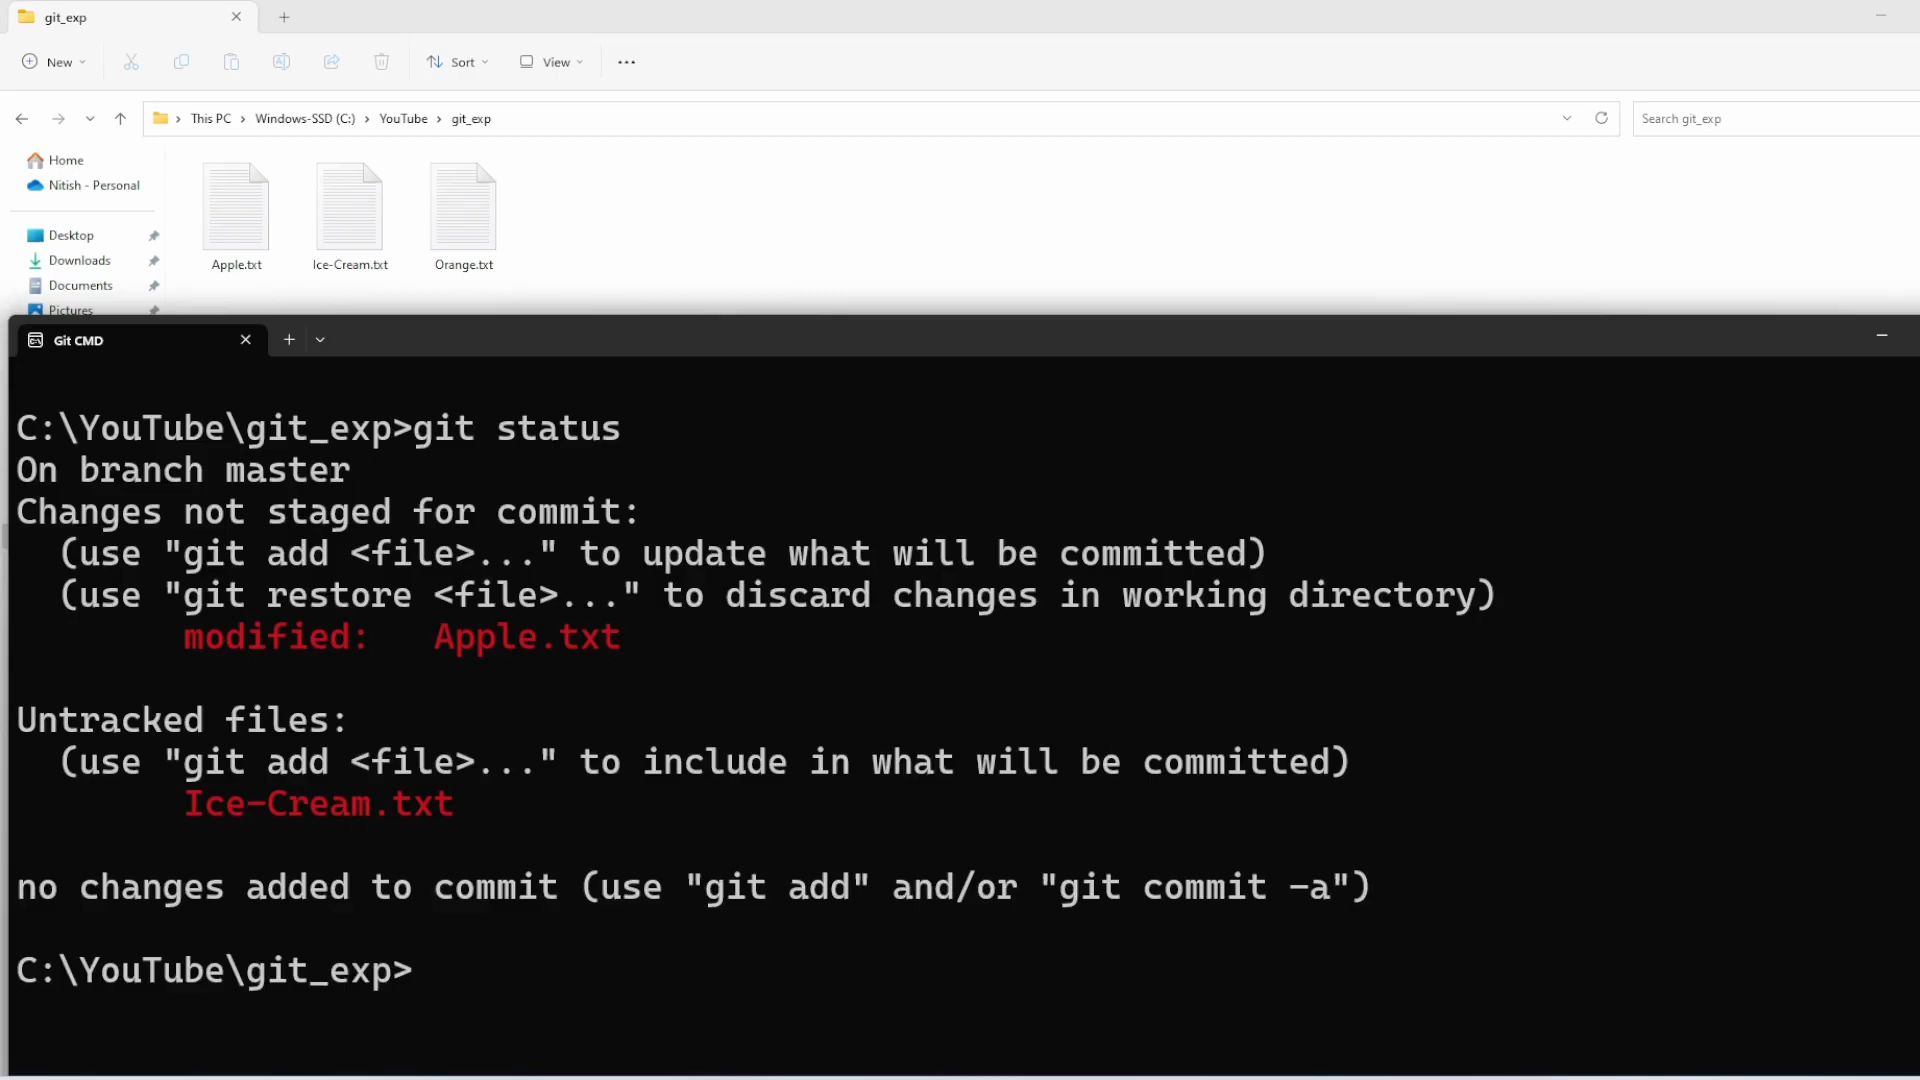 git_exp
New
Sort
View
This PC
Windows-SSD (C:)
YouTube
git_exp
Search git_exp
Home
Nitish - Personal
Desktop
Downloads
Documents
Pictures
Apple.txt
Ice-Cream.txt
Orange.txt
Git CMD
C:\YouTube\git_exp>git status
On branch master
Changes not staged for commit:
  (use "git add <file>..." to update what will be committed)
  (use "git restore <file>..." to discard changes in working directory)
        modified:   Apple.txt
Untracked files:
  (use "git add <file>..." to include in what will be committed)
        Ice-Cream.txt
no changes added to commit (use "git add" and/or "git commit -a")
C:\YouTube\git_exp>